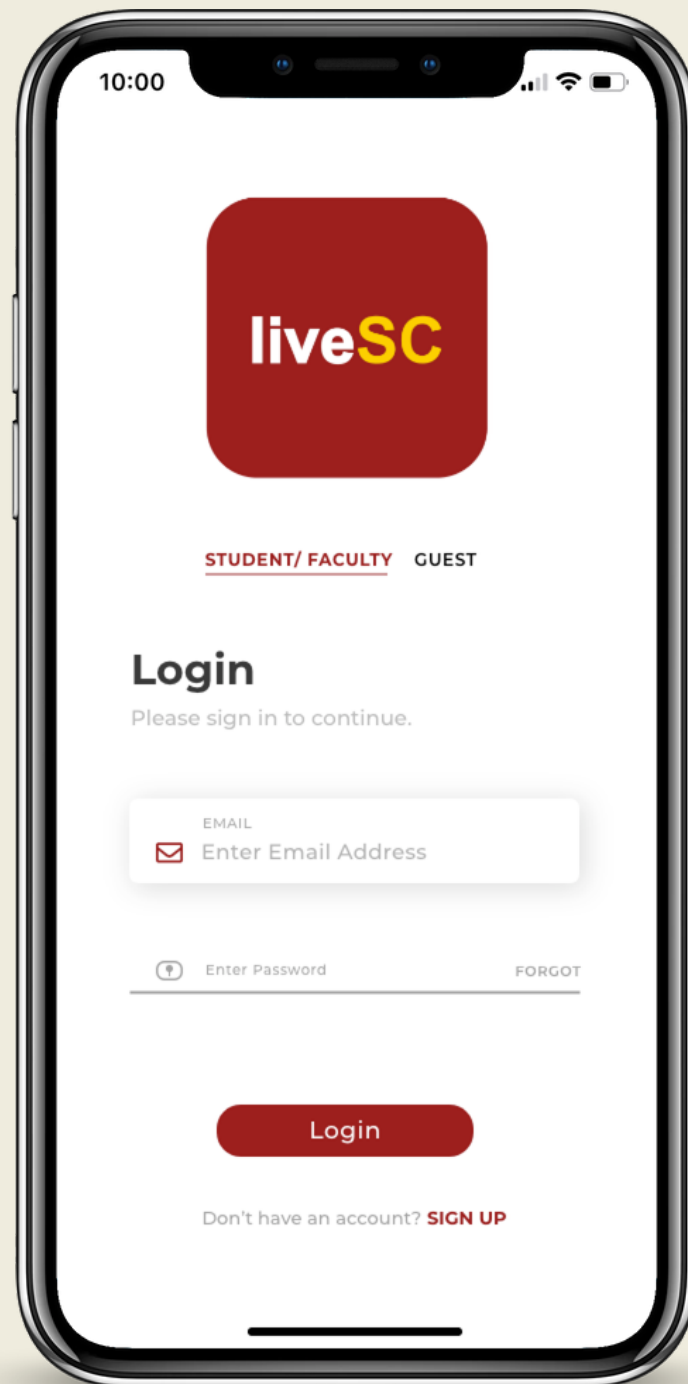 10:00
liveSC
STUDENT/ FACULTY GUEST
Login
Please sign in to continue.
EMAIL
Enter Email Address
Enter Password FORGOT
Login
Don't have an account? SIGN UP